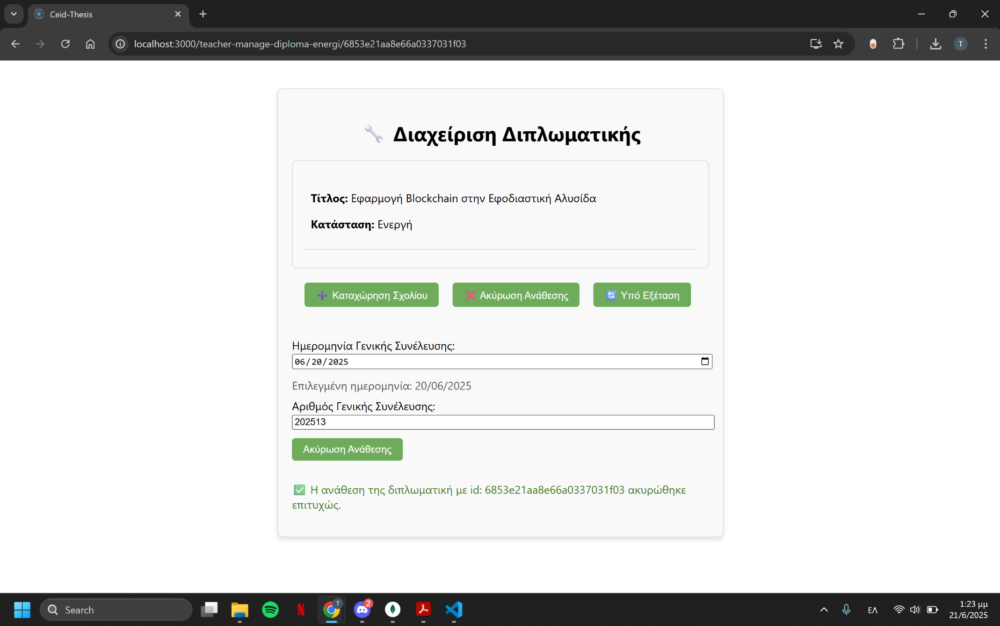 Ceid-Thesis
localhost:3000/teacher-manage-diploma-energi/6853e21aa8e66a0337031f03
T
🔧 Διαχείριση Διπλωματικής
Τίτλος: Εφαρμογή Blockchain στην Εφοδιαστική Αλυσίδα
Κατάσταση: Ενεργή
➕ Καταχώρηση Σχολίου ❌ Ακύρωση Ανάθεσης 🔄 Υπό Εξέταση
Ημερομηνία Γενικής Συνέλευσης:
06/20/2025
Επιλεγμένη ημερομηνία: 20/06/2025
Αριθμός Γενικής Συνέλευσης:
202513
Ακύρωση Ανάθεσης
✅ Η ανάθεση της διπλωματική με id: 6853e21aa8e66a0337031f03 ακυρώθηκε
επιτυχώς.
Search
T
2
ΕΛ
1:23 μμ
21/6/2025